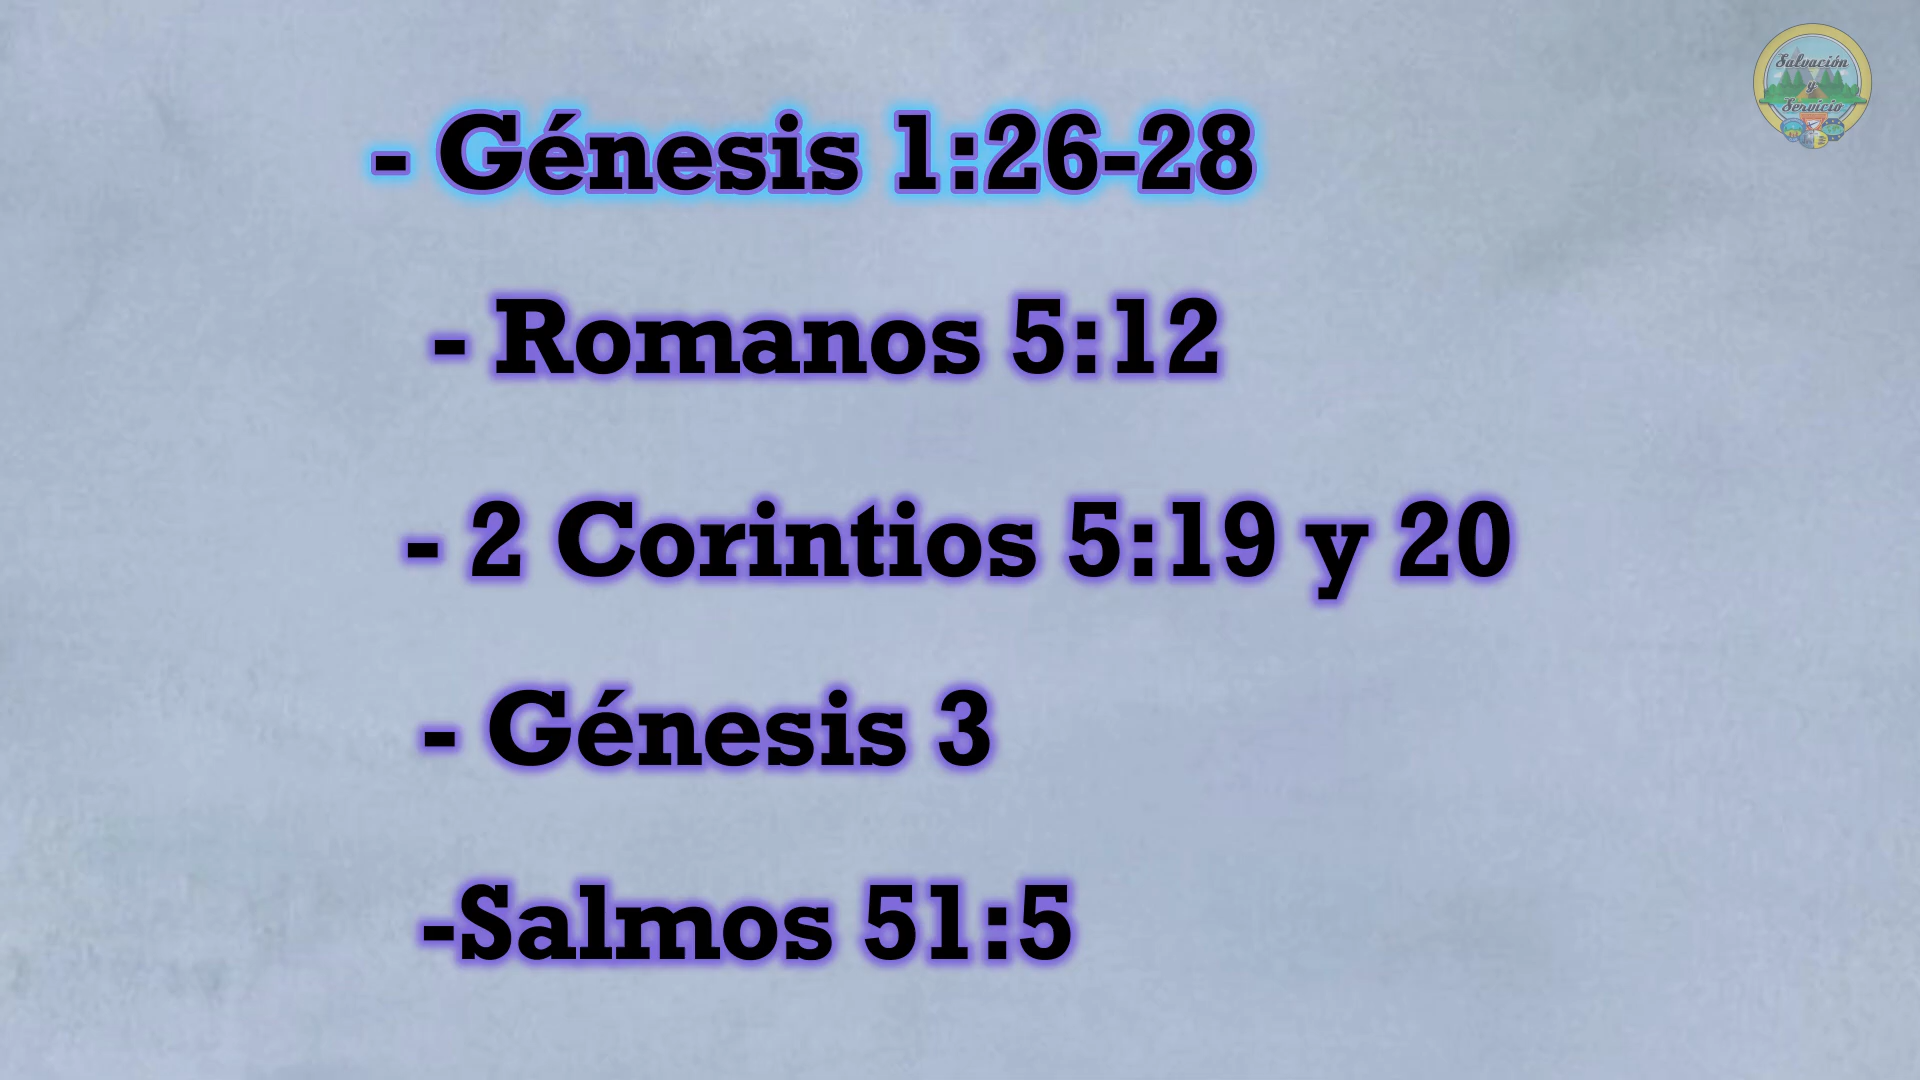 Salvación
y
Servicio
- Génesis 1:26-28
- Romanos 5:12
- 2 Corintios 5:19 y 20
- Génesis 3
-Salmos 51:5